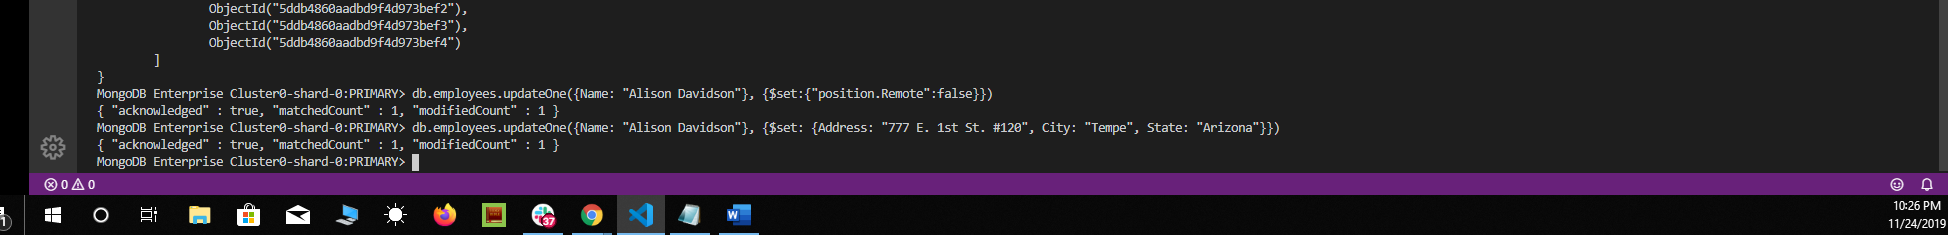 ObjectId("5ddb4860aadbd9f4d973bef2"),
ObjectId("5ddb4860aadbd9f4d973bef3"),
ObjectId("5ddb4860aadbd9f4d973bef4")
]
}
MongoDB Enterprise Cluster0-shard-0:PRIMARY> db.employees.updateOne({Name: "Alison Davidson"}, {$set:{"position.Remote":false}})
{ "acknowledged" : true, "matchedCount" : 1, "modifiedCount" : 1 }
MongoDB Enterprise Cluster0-shard-0:PRIMARY> db.employees.updateOne({Name: "Alison Davidson"}, {$set: {Address: "777 E. 1st St. #120", City: "Tempe", State: "Arizona"}})
{ "acknowledged" : true, "matchedCount" : 1, "modifiedCount" : 1 }
MongoDB Enterprise Cluster0-shard-0:PRIMARY>
0 0
1
37
W
10:26 PM
11/24/2019